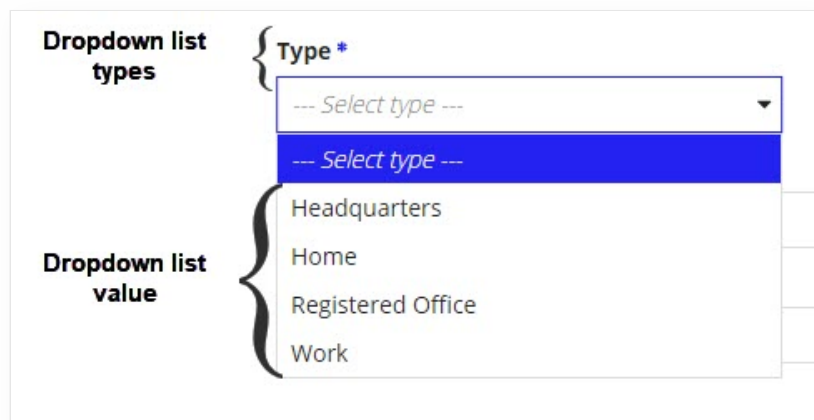 Dropdown list
types
Type *
--- Select type ---
--- Select type ---
Headquarters
Home
Dropdown list
value
Registered Office
Work